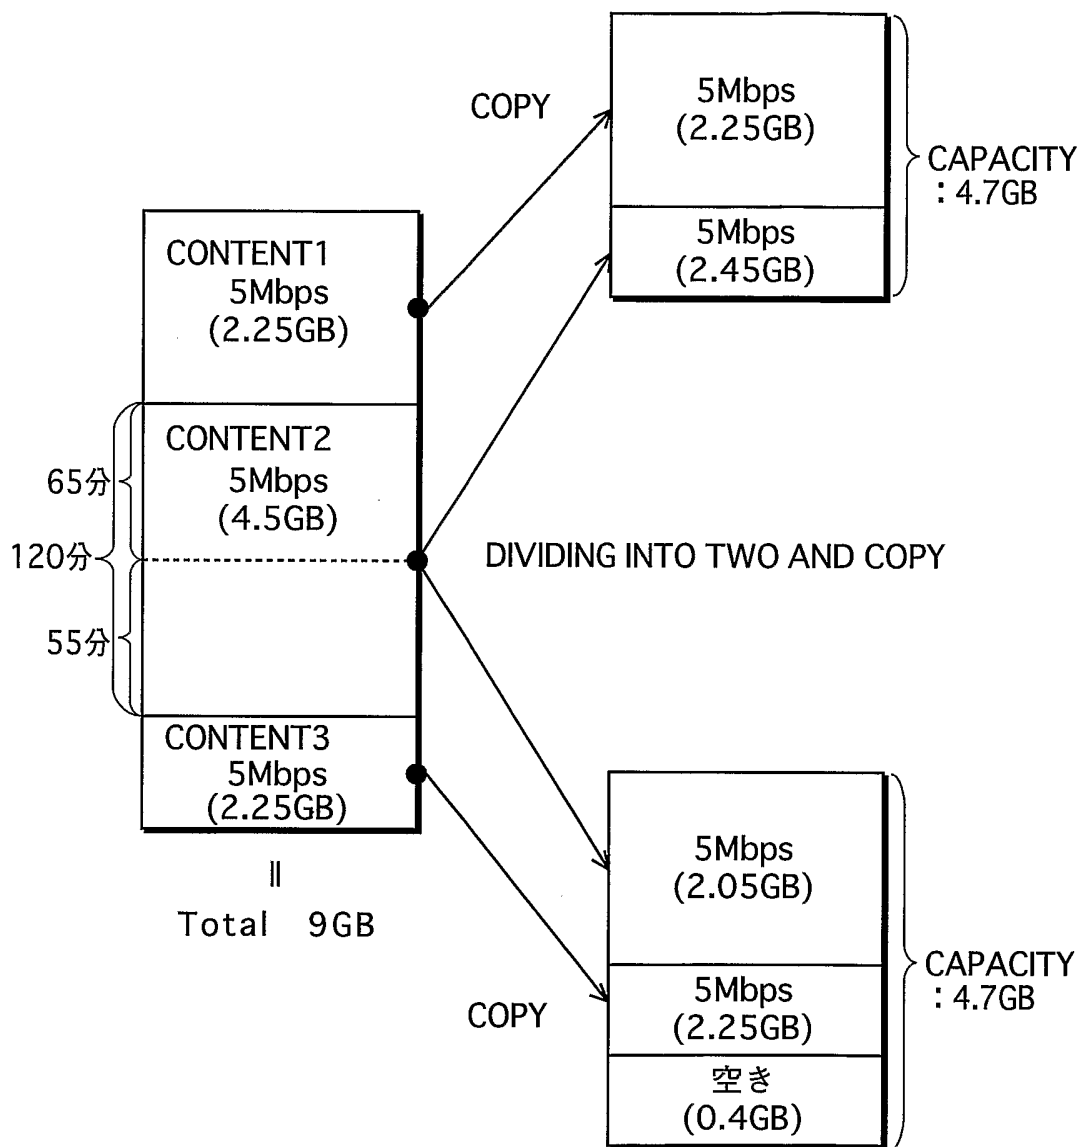 COPY
5Mbps
(2.25GB)
CAPACITY
: 4.7GB
5Mbps
(2.45GB)
CONTENT1
5Mbps
(2.25GB)
CONTENT2
5Mbps
(4.5GB)
65分
120分
55分
DIVIDING INTO TWO AND COPY
CONTENT3
5Mbps
(2.25GB)
=
Total 9GB
5Mbps
(2.05GB)
CAPACITY
: 4.7GB
COPY
5Mbps
(2.25GB)
空き
(0.4GB)